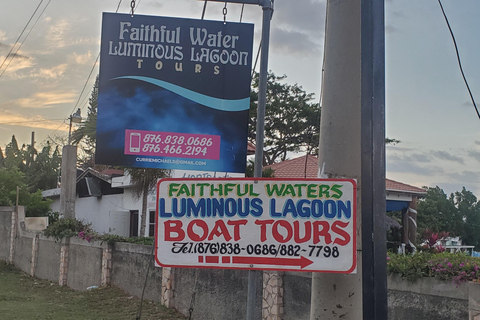 Faithful Water
LUMINOUS LAGOON
TOURS
876.838.0686
876.466.2194
FAITHFUL WATERS
LUMINOUS LAGOON
BOAT TOURS
Tel.(876)838-0686/882-7798